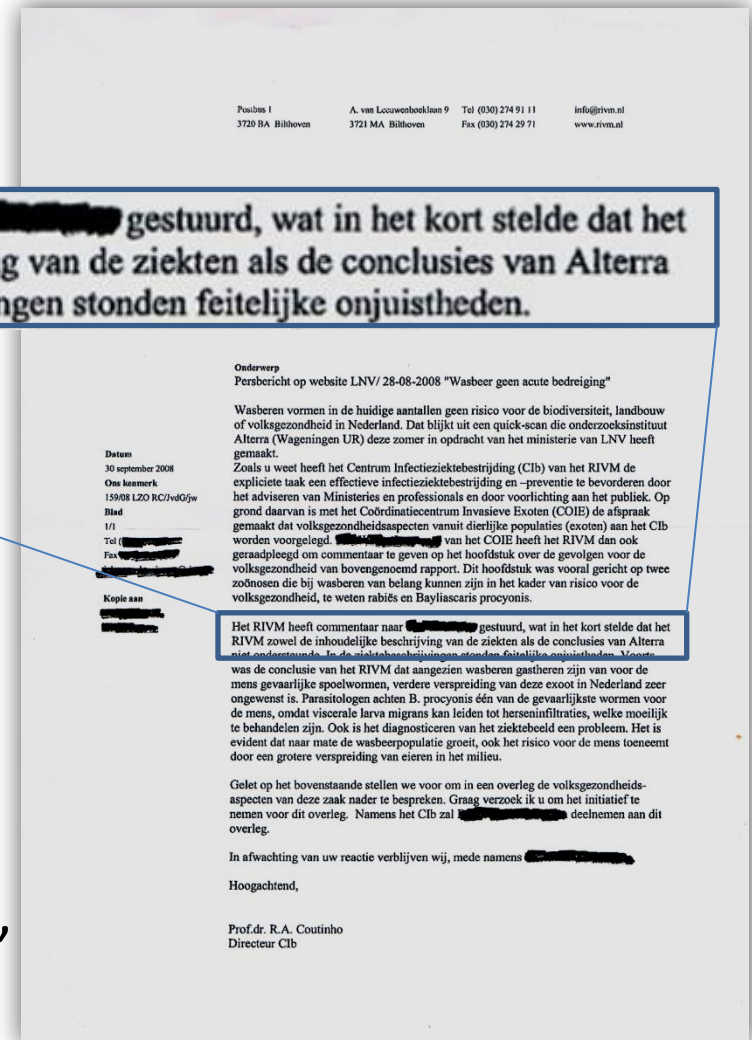 Postbus 1 A. van Leeuwenhoeklaan 9 Tel (030) 274 91 11 info@rivm.nl
3720 BA Bilthoven 3721 MA Bilthoven Fax (030) 274 29 71 www.rivm.nl
gestuurd, wat in het kort stelde dat het
g van de ziekten als de conclusies van Alterra
ngen stonden feitelijke onjuistheden.
Onderwerp
Persbericht op website LNV/ 28-08-2008 "Wasbeer geen acute bedreiging"
Wasberen vormen in de huidige aantallen geen risico voor de biodiversiteit, landbouw
of volksgezondheid in Nederland. Dat blijkt uit een quick-scan die onderzoeksinstituut
Alterra (Wageningen UR) deze zomer in opdracht van het ministerie van LNV heeft
gemaakt.
Datum
30 september 2008
Ons kenmerk
159/08 LZO RC/JvdG/jw
Blad
1/1
Tel (
Fax
Kopie aan
Zoals u weet heeft het Centrum Infectieziektebestrijding (CIb) van het RIVM de
expliciete taak een effectieve infectieziektebestrijding en –preventie te bevorderen door
het adviseren van Ministeries en professionals en door voorlichting aan het publiek. Op
grond daarvan is met het Coördinatiecentrum Invasieve Exoten (COIE) de afspraak
gemaakt dat volksgezondheidsaspecten vanuit dierlijke populaties (exoten) aan het CIb
worden voorgelegd. van het COIE heeft het RIVM dan ook
geraadpleegd om commentaar te geven op het hoofdstuk over de gevolgen voor de
volksgezondheid van bovengenoemd rapport. Dit hoofdstuk was vooral gericht op twee
zoönosen die bij wasberen van belang kunnen zijn in het kader van risico voor de
volksgezondheid, te weten rabiës en Bayliascaris procyonis.
Het RIVM heeft commentaar naar gestuurd, wat in het kort stelde dat het
RIVM zowel de inhoudelijke beschrijving van de ziekten als de conclusies van Alterra
niet ondersteunde. In de ziektebeschrijvingen stonden feitelijke onjuistheden. Voorts
was de conclusie van het RIVM dat aangezien wasberen gastheren zijn van voor de
mens gevaarlijke spoelwormen, verdere verspreiding van deze exoot in Nederland zeer
ongewenst is. Parasitologen achten B. procyonis één van de gevaarlijkste wormen voor
de mens, omdat viscerale larva migrans kan leiden tot herseninfiltraties, welke moeilijk
te behandelen zijn. Ook is het diagnosticeren van het ziektebeeld een probleem. Het is
evident dat naar mate de wasbeerpopulatie groeit, ook het risico voor de mens toeneemt
door een grotere verspreiding van eieren in het milieu.
Gelet op het bovenstaande stellen we voor om in een overleg de volksgezondheids-
aspecten van deze zaak nader te bespreken. Graag verzoek ik u om het initiatief te
nemen voor dit overleg. Namens het CIb zal deelnemen aan dit
overleg.
In afwachting van uw reactie verblijven wij, mede namens
Hoogachtend,
Prof.dr. R.A. Coutinho
Directeur CIb